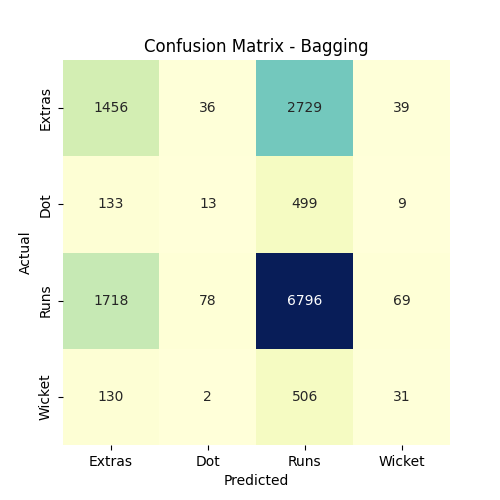 Confusion Matrix - Bagging
Extras 1456 36 2729 39
Dot 133 13 499 9
Actual
Runs 1718 78 6796 69
Wicket 130 2 506 31
Extras Dot Runs Wicket
Predicted